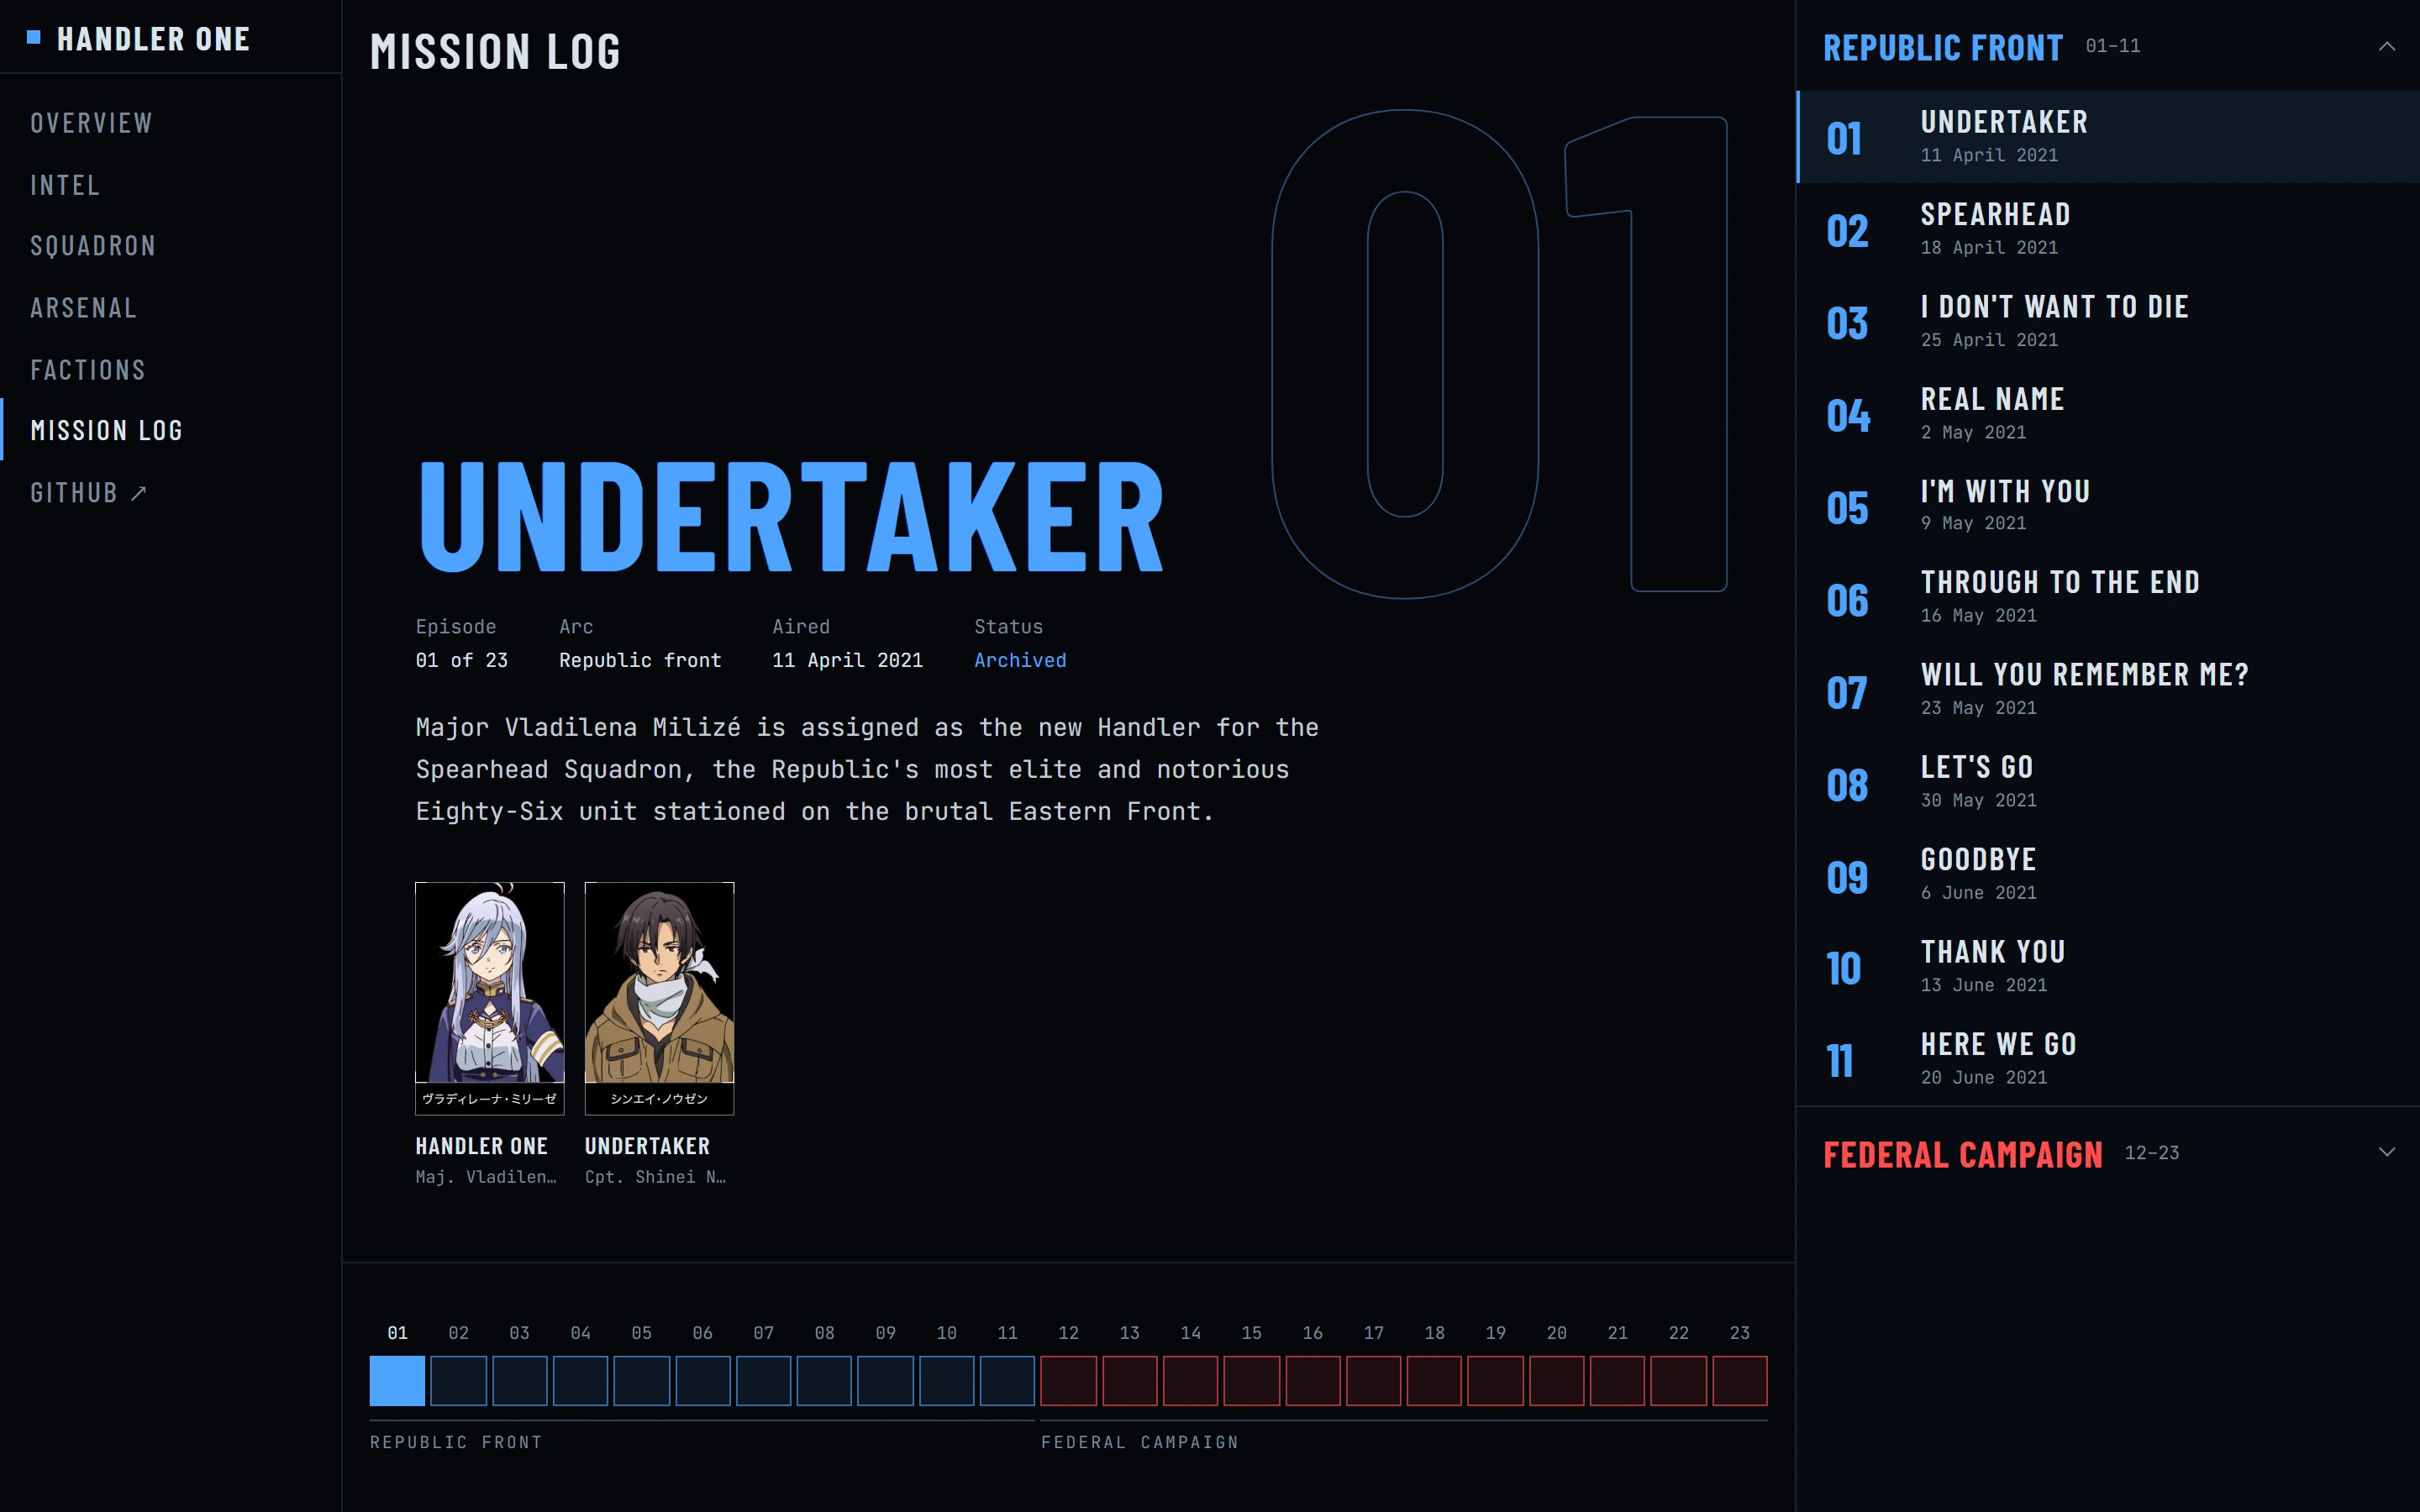 HANDLER ONE
OVERVIEW
INTEL
SQUADRON
ARSENAL
FACTIONS
MISSION LOG
GITHUB ↗
MISSION LOG
01
UNDERTAKER
Episode Arc Aired Status
01 of 23 Republic front 11 April 2021 Archived
Major Vladilena Milizé is assigned as the new Handler for the
Spearhead Squadron, the Republic's most elite and notorious
Eighty-Six unit stationed on the brutal Eastern Front.
ヴラディレーナ・ミリーゼ
HANDLER ONE
Maj. Vladilen…
シンエイ・ノウゼン
UNDERTAKER
Cpt. Shinei N…
01 02 03 04 05 06 07 08 09 10 11 12 13 14 15 16 17 18 19 20 21 22 23
REPUBLIC FRONT FEDERAL CAMPAIGN
REPUBLIC FRONT 01–11
01 UNDERTAKER
11 April 2021
02 SPEARHEAD
18 April 2021
03 I DON'T WANT TO DIE
25 April 2021
04 REAL NAME
2 May 2021
05 I'M WITH YOU
9 May 2021
06 THROUGH TO THE END
16 May 2021
07 WILL YOU REMEMBER ME?
23 May 2021
08 LET'S GO
30 May 2021
09 GOODBYE
6 June 2021
10 THANK YOU
13 June 2021
11 HERE WE GO
20 June 2021
FEDERAL CAMPAIGN 12–23